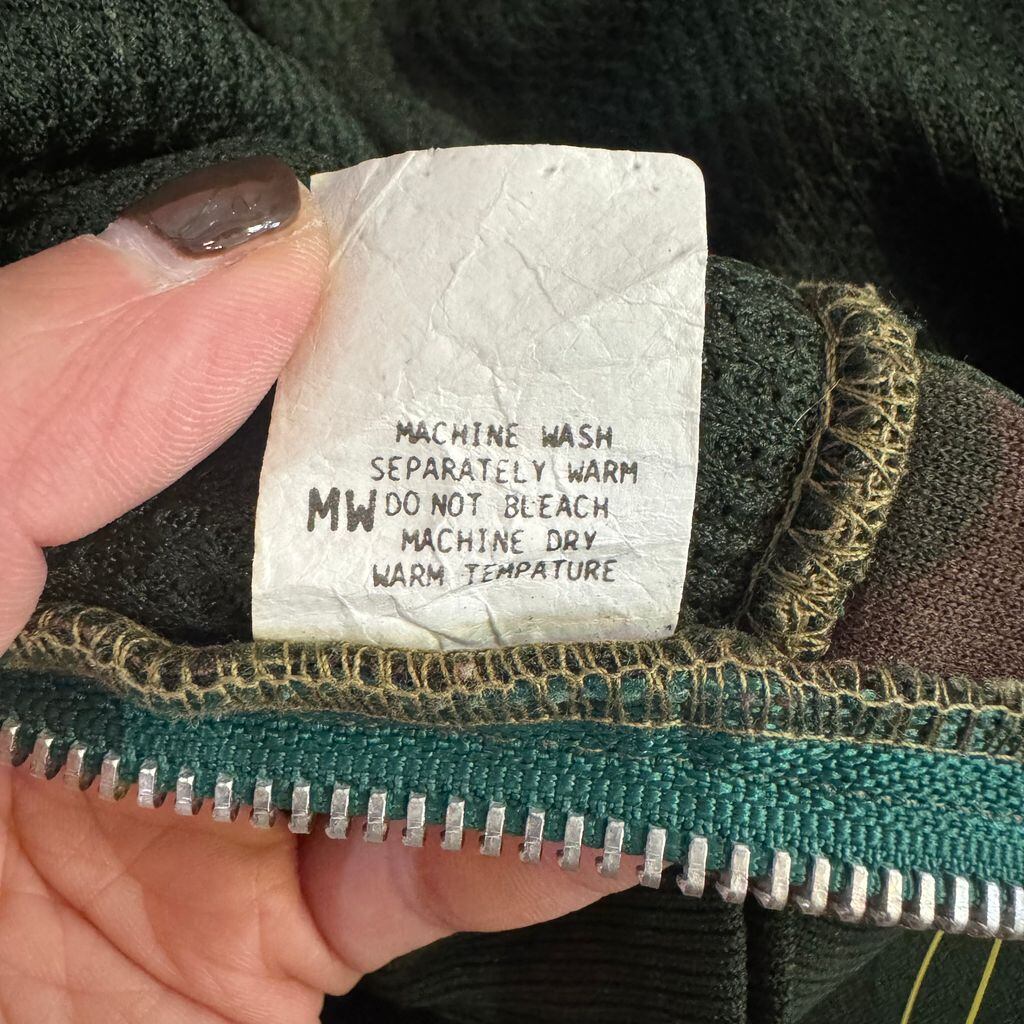 MACHINE WASH
SEPARATELY WARM
MW DO NOT BLEACH
MACHINE DRY
WARM TEMPATURE